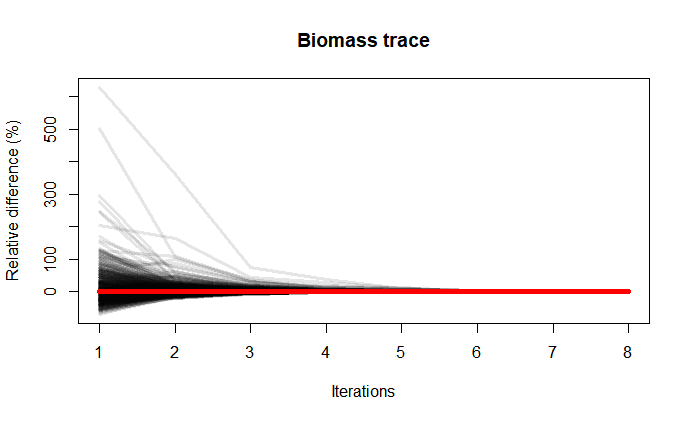 Biomass trace
Relative difference (%)
500
300
100
0
1 2 3 4 5 6 7 8
Iterations